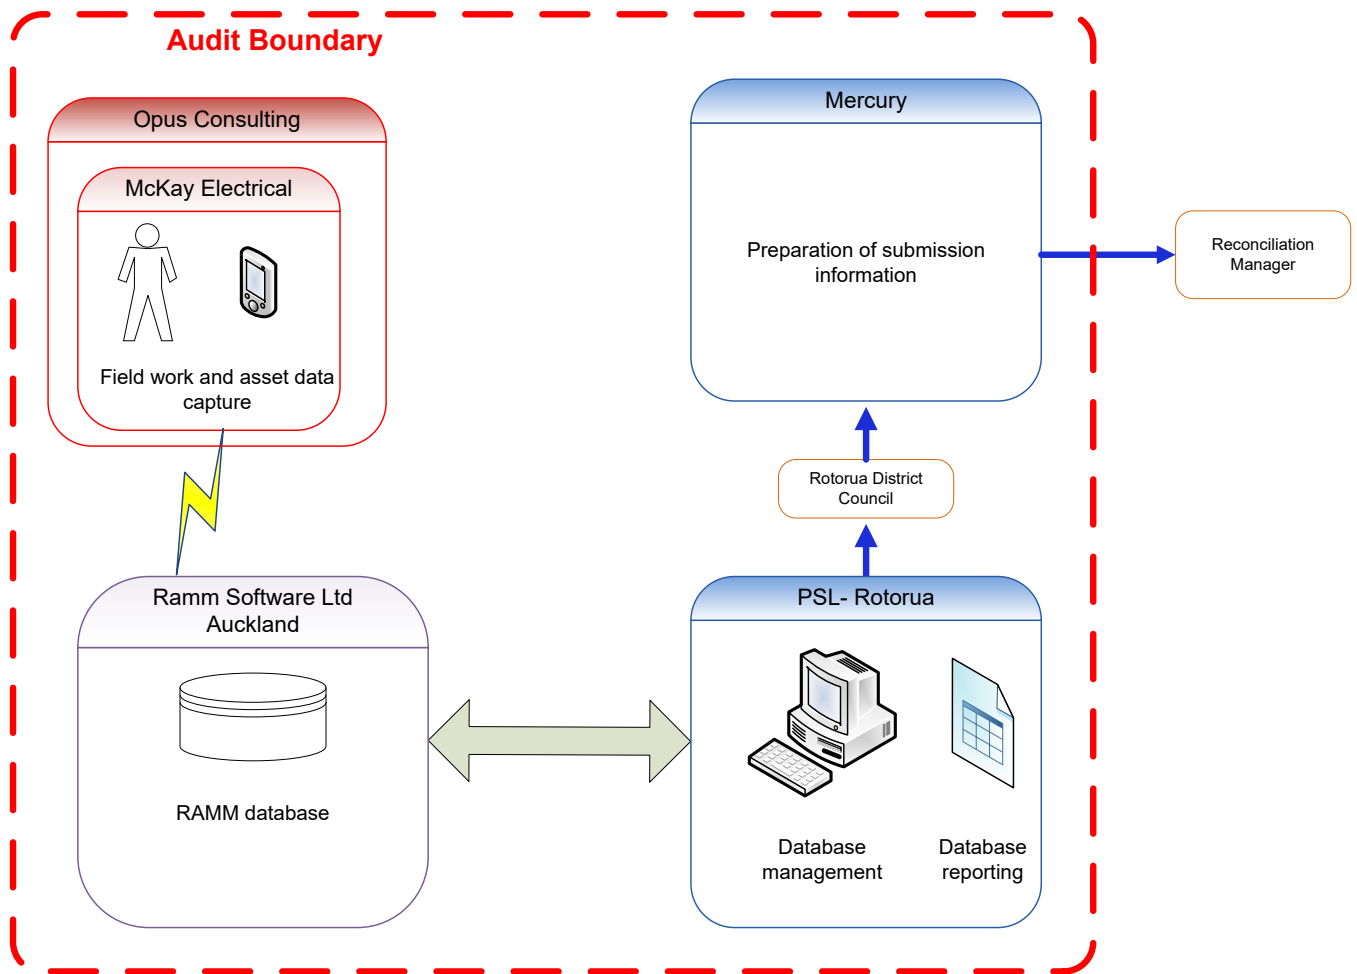 Audit Boundary
Opus Consulting
McKay Electrical
Field work and asset data
capture
Mercury
Preparation of submission
information
Reconciliation
Manager
Rotorua District
Council
Ramm Software Ltd
Auckland
RAMM database
PSL- Rotorua
Database
management
Database
reporting